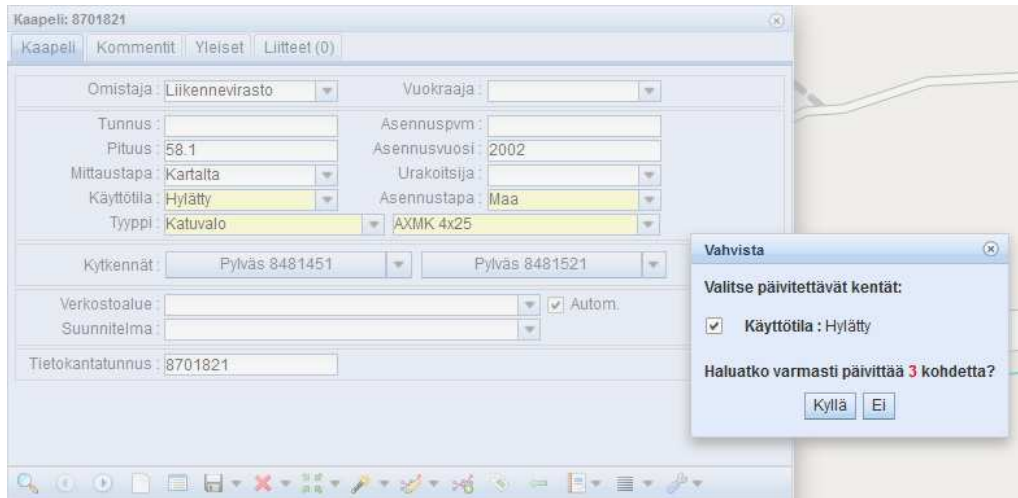 Kaapeli: 8701821
Kaapeli Kommentit Yleiset Liitteet (0)
Omistaja : Liikennevirasto Vuokraaja :
Tunnus : Asennuspvm :
Pituus : 58.1 Asennusvuosi : 2002
Mittaustapa : Kartalta Urakoitsija :
Käyttötila : Hylätty Asennustapa : Maa
Tyyppi : Katuvalo AXMK 4x25
Kytkennät : Pylväs 8481451 Pylväs 8481521
Verkostoalue : Autom.
Suunnitelma :
Tietokantatunnus : 8701821
Vahvista
Valitse päivitettävät kentät:
Käyttötila : Hylätty
Haluatko varmasti päivittää 3 kohdetta?
Kyllä Ei